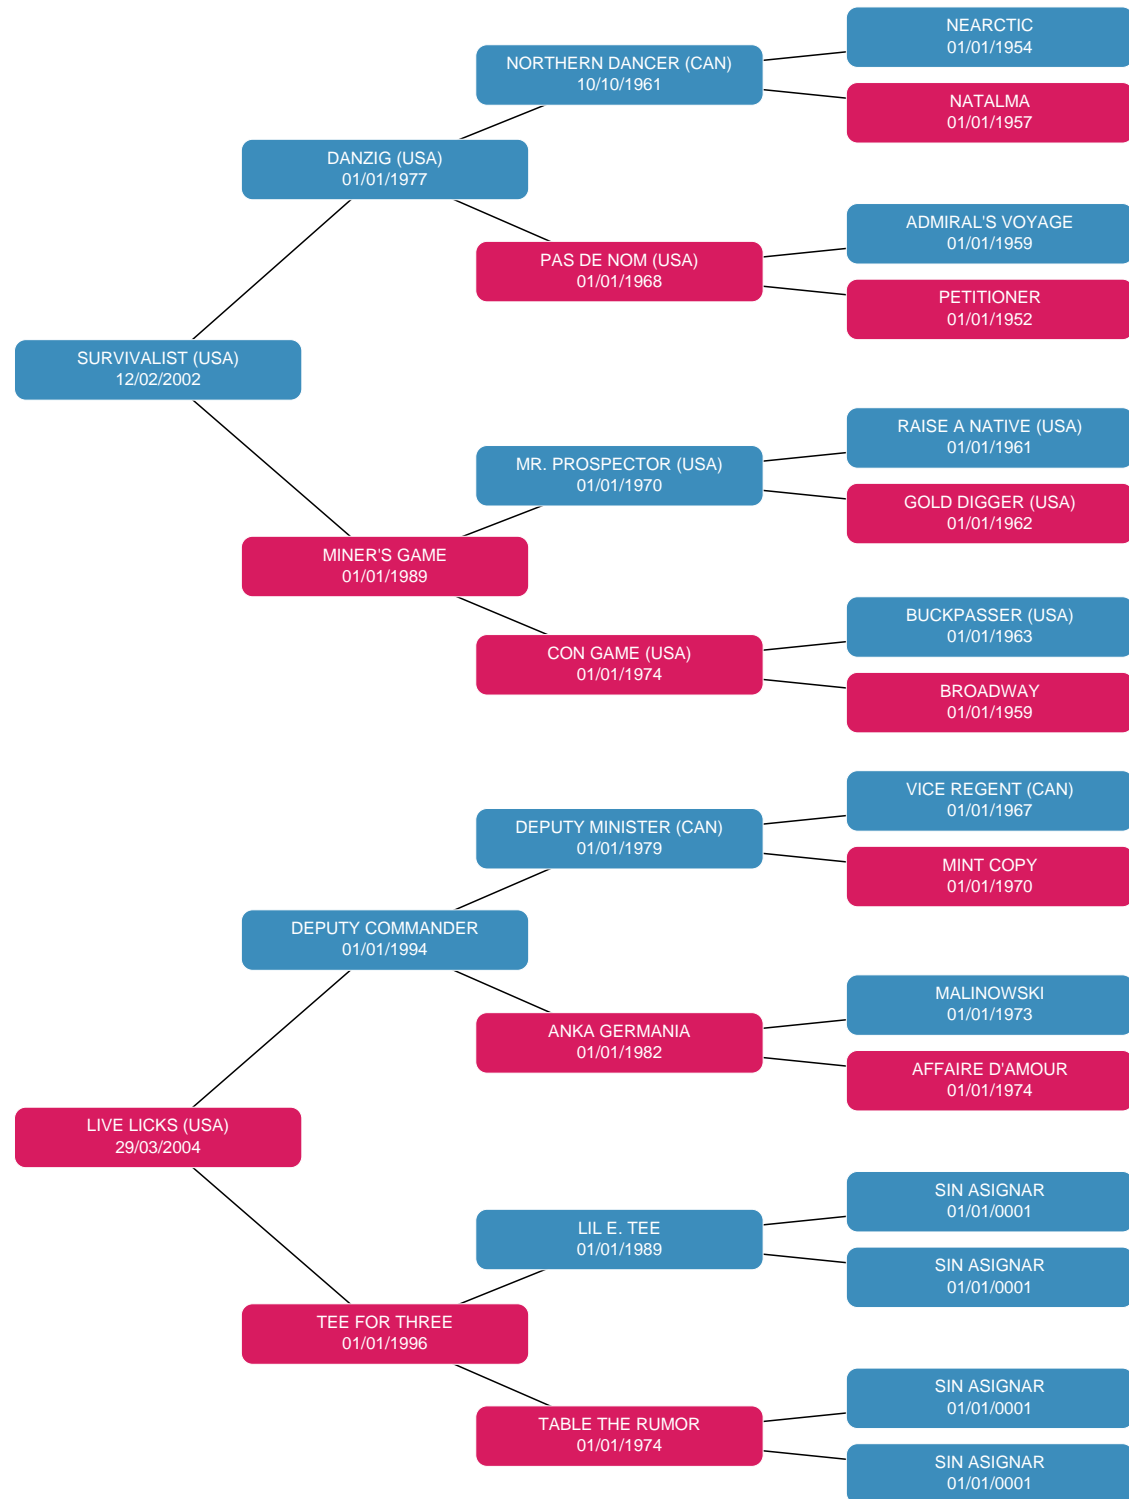 NEARCTIC
01/01/1954
NORTHERN DANCER (CAN)
10/10/1961
NATALMA
01/01/1957
DANZIG (USA)
01/01/1977
ADMIRAL'S VOYAGE
01/01/1959
PAS DE NOM (USA)
01/01/1968
PETITIONER
01/01/1952
SURVIVALIST (USA)
12/02/2002
RAISE A NATIVE (USA)
01/01/1961
MR. PROSPECTOR (USA)
01/01/1970
GOLD DIGGER (USA)
01/01/1962
MINER'S GAME
01/01/1989
BUCKPASSER (USA)
01/01/1963
CON GAME (USA)
01/01/1974
BROADWAY
01/01/1959
VICE REGENT (CAN)
01/01/1967
DEPUTY MINISTER (CAN)
01/01/1979
MINT COPY
01/01/1970
DEPUTY COMMANDER
01/01/1994
MALINOWSKI
01/01/1973
ANKA GERMANIA
01/01/1982
AFFAIRE D'AMOUR
01/01/1974
LIVE LICKS (USA)
29/03/2004
SIN ASIGNAR
01/01/0001
LIL E. TEE
01/01/1989
SIN ASIGNAR
01/01/0001
TEE FOR THREE
01/01/1996
SIN ASIGNAR
01/01/0001
TABLE THE RUMOR
01/01/1974
SIN ASIGNAR
01/01/0001